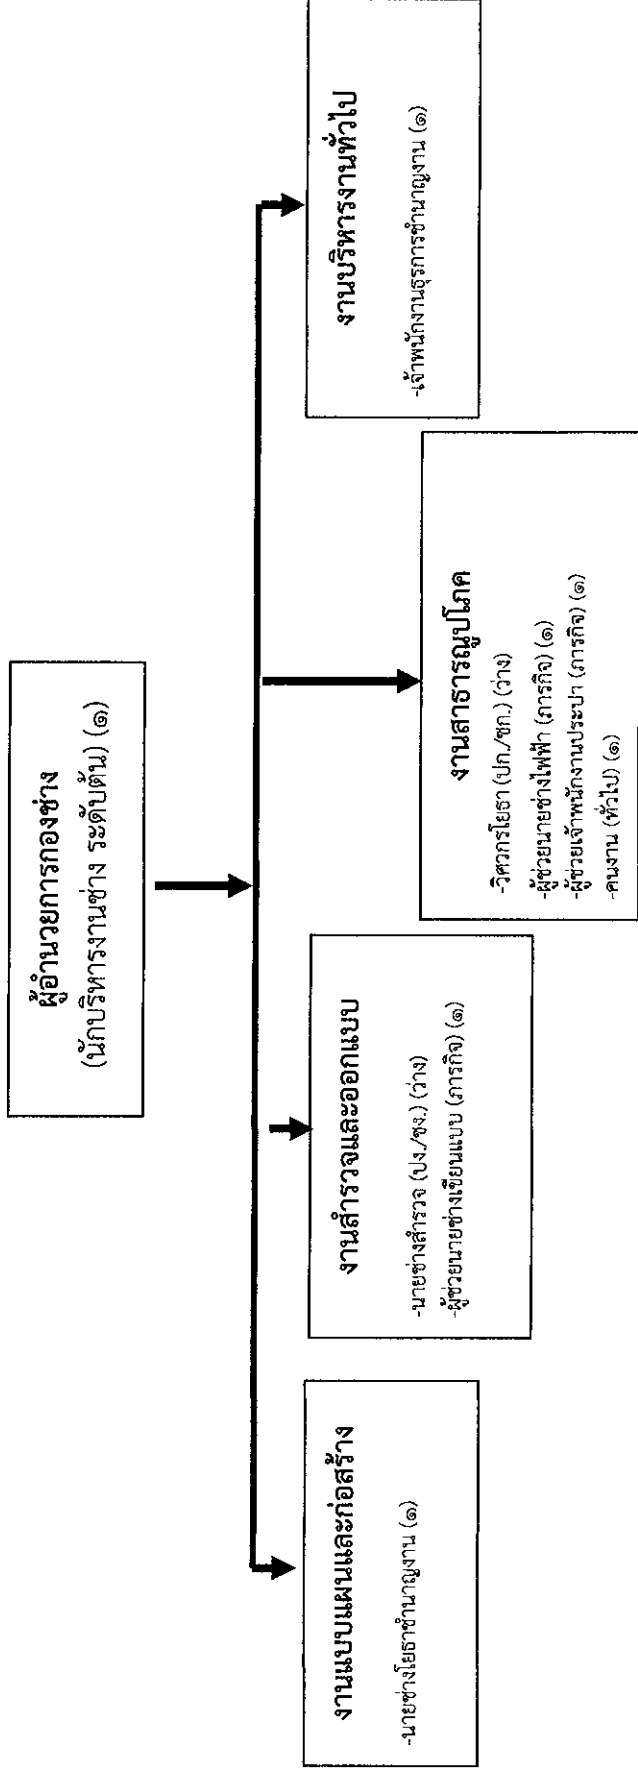 ผู้อำนวยการกองช่าง
(นักบริหารงานช่าง ระดับต้น) (๑)
งานแบบแผนและก่อสร้าง
-นายช่างโยธาชำนาญงาน (๑)
งานสำรวจและออกแบบ
-นายช่างสำรวจ (ปง./ชง.) (ว่าง)
-ผู้ช่วยนายช่างเขียนแบบ (ภารกิจ) (๑)
งานสาธารณูปโภค
-วิศวกรโยธา (ปก./ชก.) (ว่าง)
-ผู้ช่วยนายช่างไฟฟ้า (ภารกิจ) (๑)
-ผู้ช่วยเจ้าพนักงานประปา (ภารกิจ) (๑)
-คนงาน (ทั่วไป) (๑)
งานบริหารงานทั่วไป
-เจ้าพนักงานธุรการชำนาญงาน (๑)